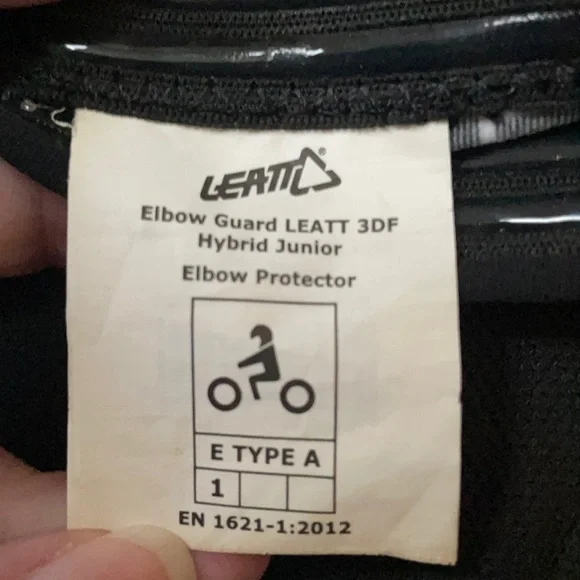 LEATT®
Elbow Guard LEATT 3DF
Hybrid Junior
Elbow Protector
E TYPE A
1
EN 1621-1:2012